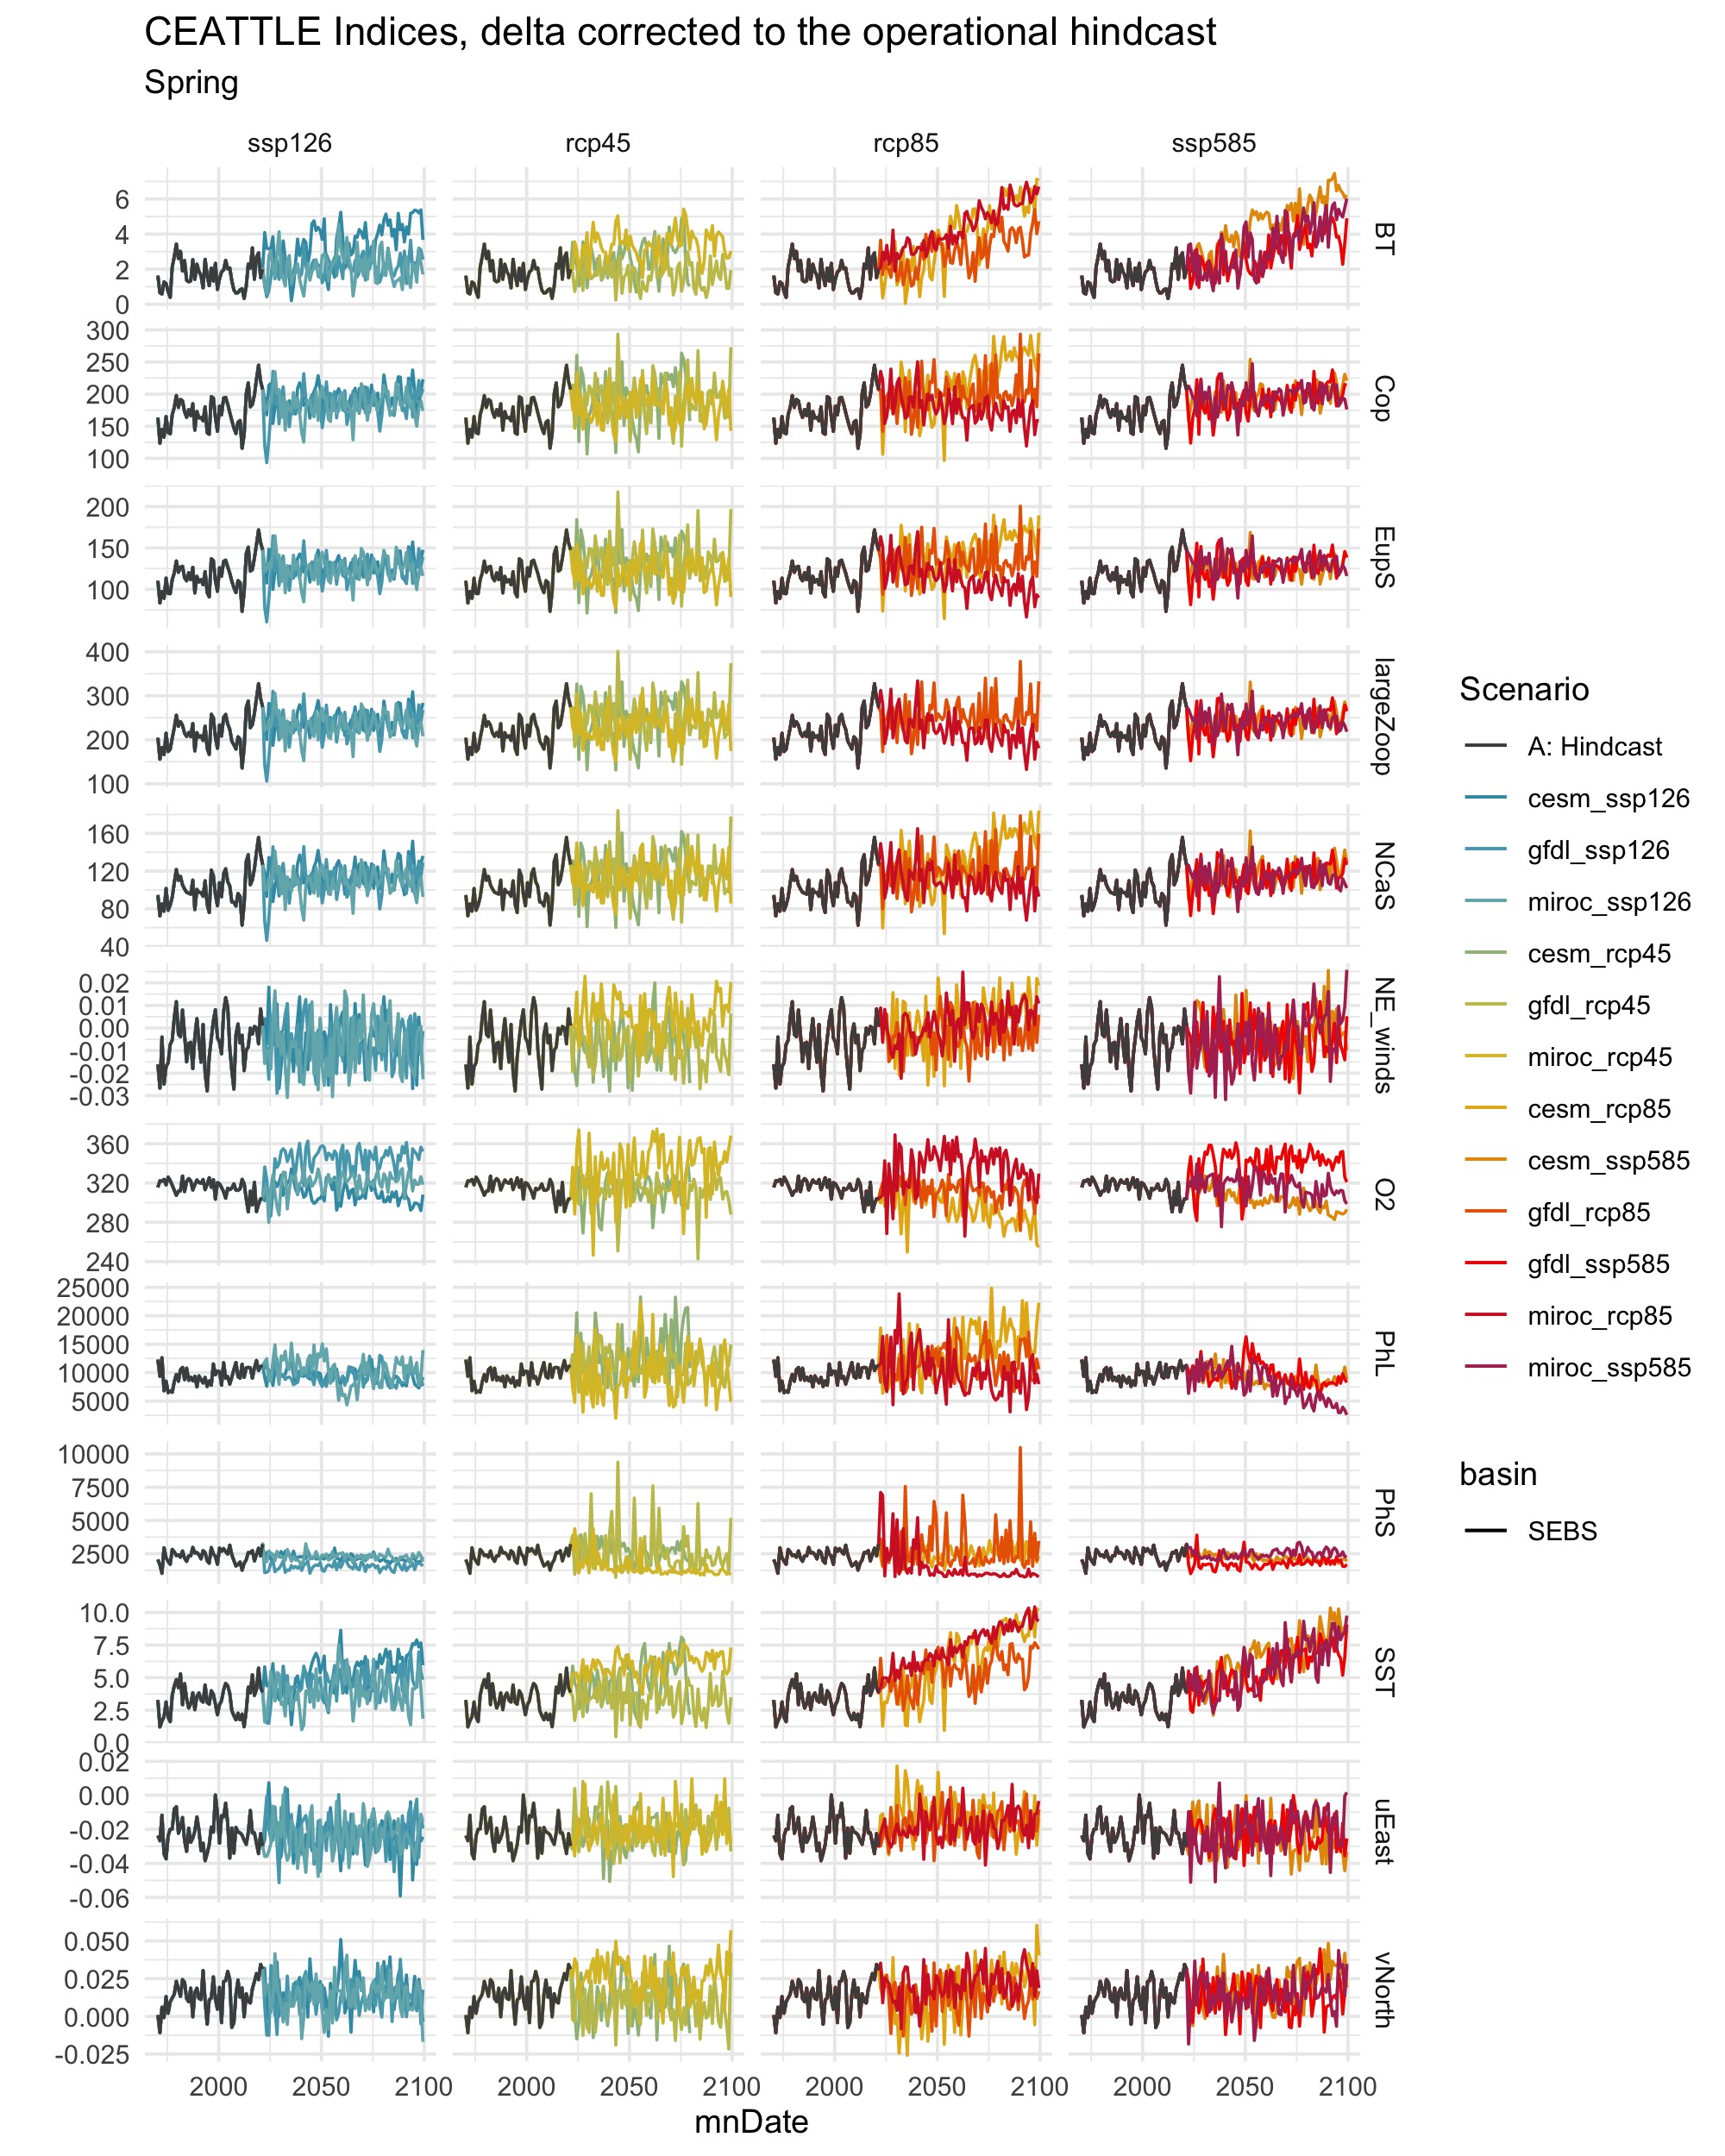 CEATTLE Indices, delta corrected to the operational hindcast
Spring
ssp126 rcp45 rcp85 ssp585
6
4
2
0
BT
300
250
200
150
100
Cop
200
150
100
EupS
400
300
200
100
largeZoop
160
120
80
40
NCaS
0.02
0.01
0.00
-0.01
-0.02
-0.03
NE_winds
360
320
280
240
O2
25000
20000
15000
10000
5000
PhL
10000
7500
5000
2500
PhS
10.0
7.5
5.0
2.5
0.0
SST
0.02
0.00
-0.02
-0.04
-0.06
uEast
0.050
0.025
0.000
-0.025
vNorth
2000 2050 2100 2000 2050 2100 2000 2050 2100 2000 2050 2100
mnDate
Scenario
A: Hindcast
cesm_ssp126
gfdl_ssp126
miroc_ssp126
cesm_rcp45
gfdl_rcp45
miroc_rcp45
cesm_rcp85
cesm_ssp585
gfdl_rcp85
gfdl_ssp585
miroc_rcp85
miroc_ssp585
basin
SEBS